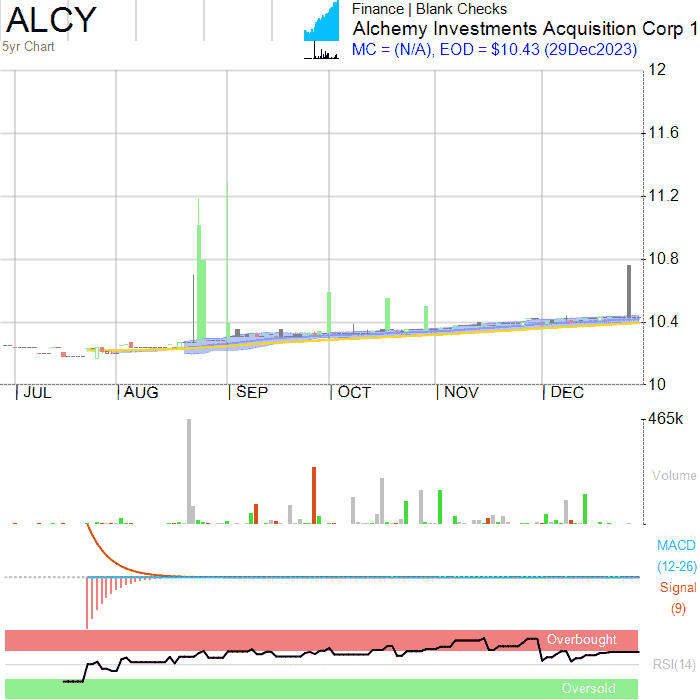 ALCY
5yr Chart
Finance | Blank Checks
Alchemy Investments Acquisition Corp 1
MC = (N/A), EOD = $10.43 (29Dec2023)
12
11.6
11.2
10.8
10.4
10
JUL AUG SEP OCT NOV DEC
465k
Volume
MACD
(12-26)
Signal
(9)
Overbought
RSI(14)
Oversold